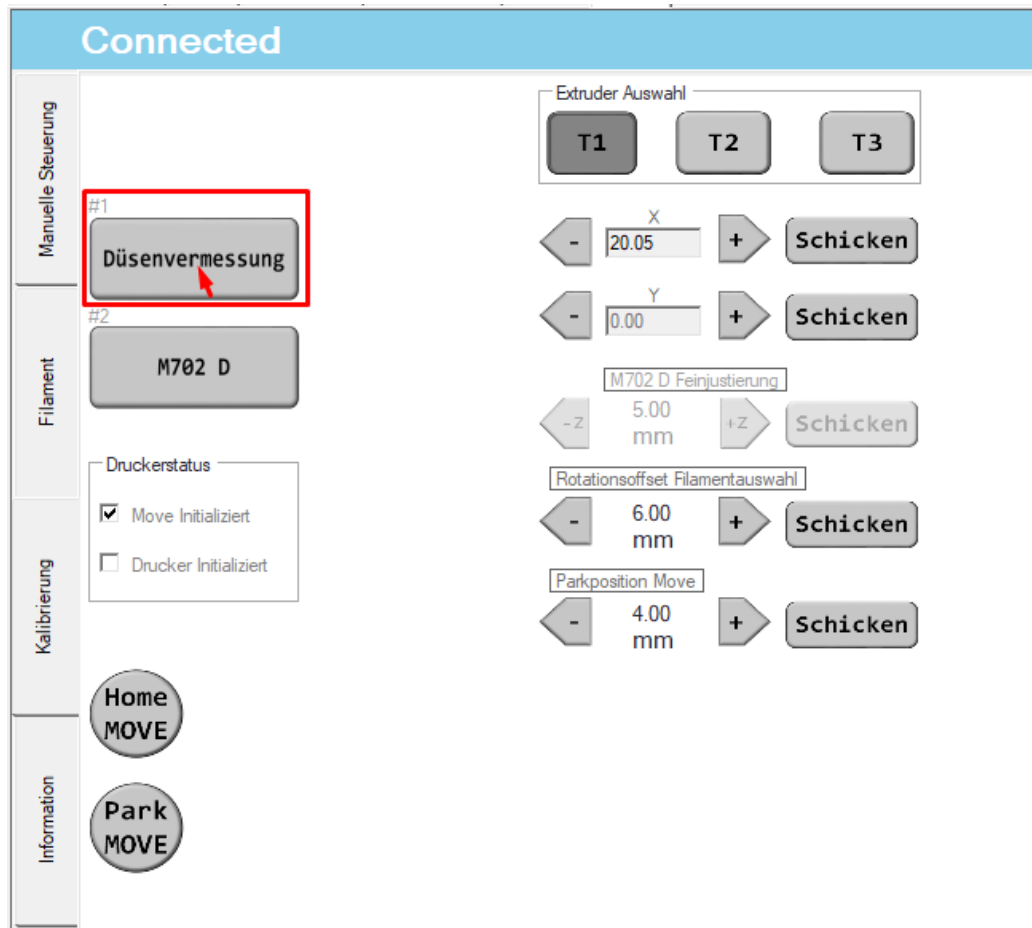 Connected
Manuelle Steuerung
Filament
Kalibrierung
Information
#1
Düsenvermessung
#2
M702 D
Druckerstatus
Move Initializiert
Drucker Initializiert
Home
MOVE
Park
MOVE
Extruder Auswahl
T1 T2 T3
X
- 20.05 + Schicken
Y
- 0.00 + Schicken
M702 D Feinjustierung
-Z 5.00 mm +Z Schicken
Rotationsoffset Filamentauswahl
- 6.00 mm + Schicken
Parkposition Move
- 4.00 mm + Schicken